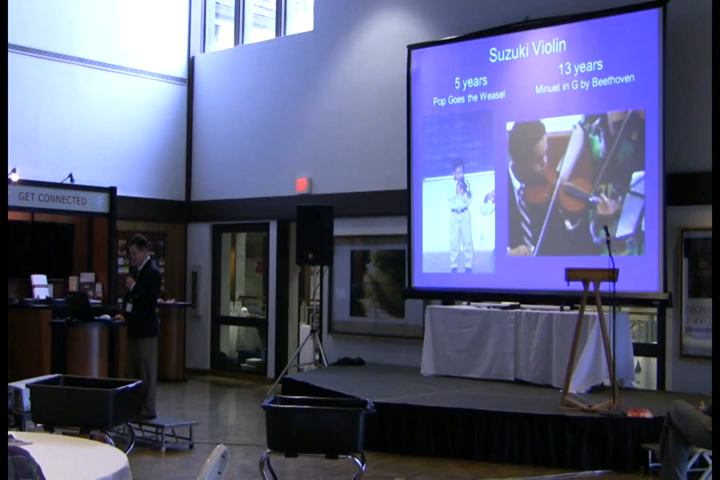 Suzuki Violin
5 years
Pop Goes the Weasel
13 years
Minuet in G by Beethoven
GET CONNECTED